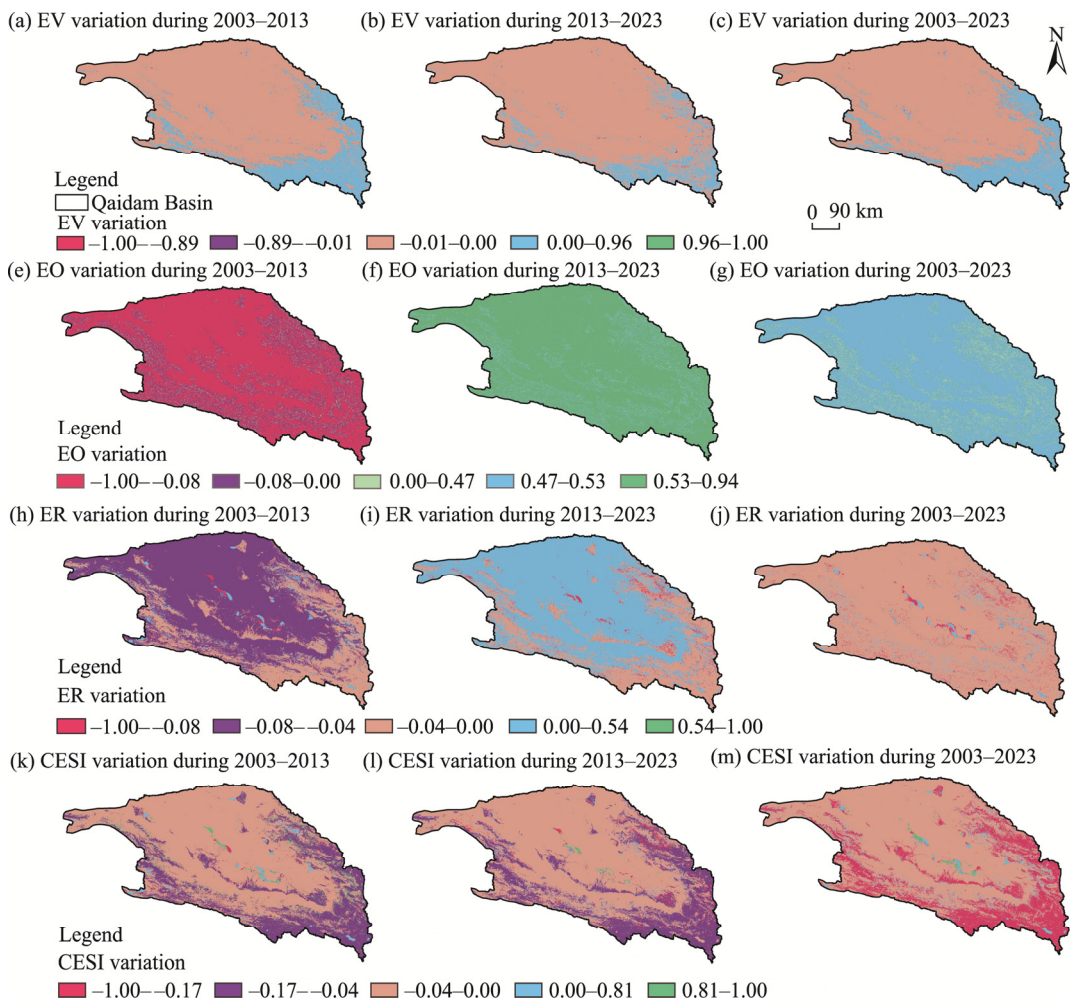 (a) EV variation during 2003–2013 (b) EV variation during 2013–2023 (c) EV variation during 2003–2023
N
Legend
Qaidam Basin
EV variation
0 90 km
–1.00––0.89 –0.89––0.01 –0.01–0.00 0.00–0.96 0.96–1.00
(e) EO variation during 2003–2013 (f) EO variation during 2013–2023 (g) EO variation during 2003–2023
Legend
EO variation
–1.00––0.08 –0.08–0.00 0.00–0.47 0.47–0.53 0.53–0.94
(h) ER variation during 2003–2013 (i) ER variation during 2013–2023 (j) ER variation during 2003–2023
Legend
ER variation
–1.00––0.08 –0.08––0.04 –0.04–0.00 0.00–0.54 0.54–1.00
(k) CESI variation during 2003–2013 (l) CESI variation during 2013–2023 (m) CESI variation during 2003–2023
Legend
CESI variation
–1.00––0.17 –0.17––0.04 –0.04–0.00 0.00–0.81 0.81–1.00